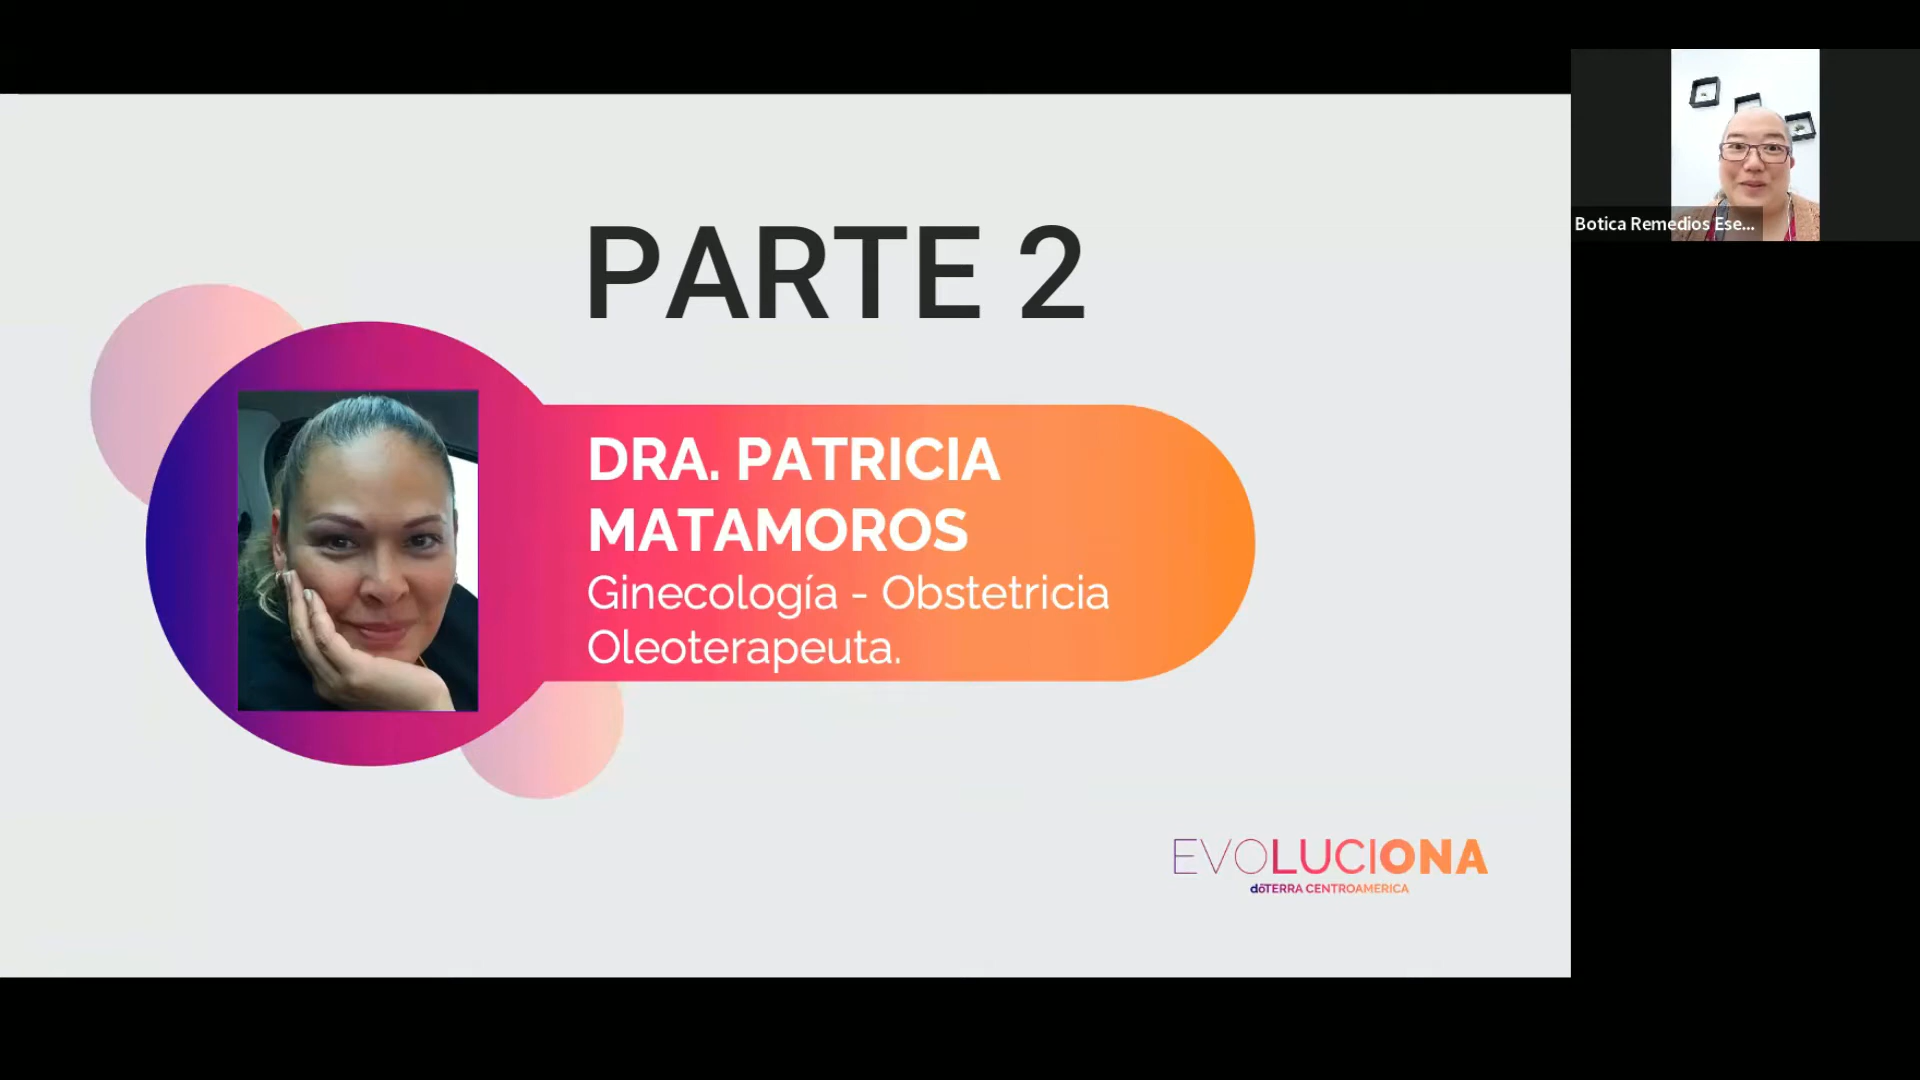 PARTE 2
DRA. PATRICIA
MATAMOROS
Ginecología - Obstetricia
Oleoterapeuta.
EVOLUCIONA
dōTERRA CENTROAMERICA
Botica Remedios Ese...